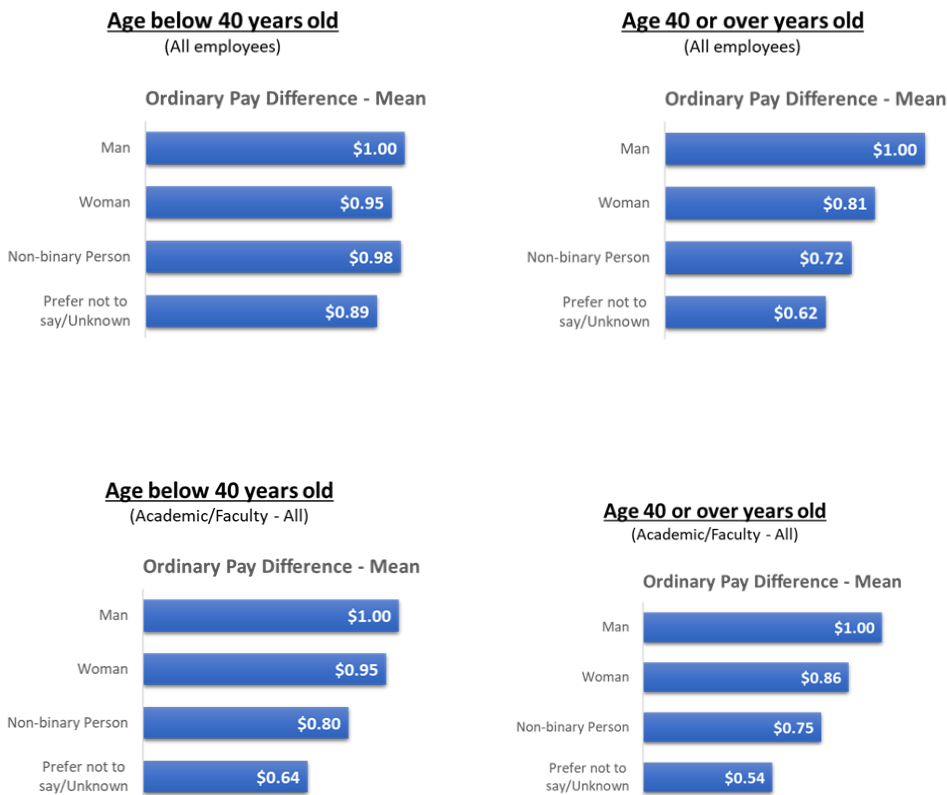 Age below 40 years old
(All employees)
Ordinary Pay Difference - Mean
Man
$1.00
Woman
$0.95
Non-binary Person
$0.98
Prefer not to
say/Unknown
$0.89
Age 40 or over years old
(All employees)
Ordinary Pay Difference - Mean
Man
$1.00
Woman
$0.81
Non-binary Person
$0.72
Prefer not to
say/Unknown
$0.62
Age below 40 years old
(Academic/Faculty - All)
Ordinary Pay Difference - Mean
Man
$1.00
Woman
$0.95
Non-binary Person
$0.80
Prefer not to
say/Unknown
$0.64
Age 40 or over years old
(Academic/Faculty - All)
Ordinary Pay Difference - Mean
Man
$1.00
Woman
$0.86
Non-binary Person
$0.75
Prefer not to
say/Unknown
$0.54